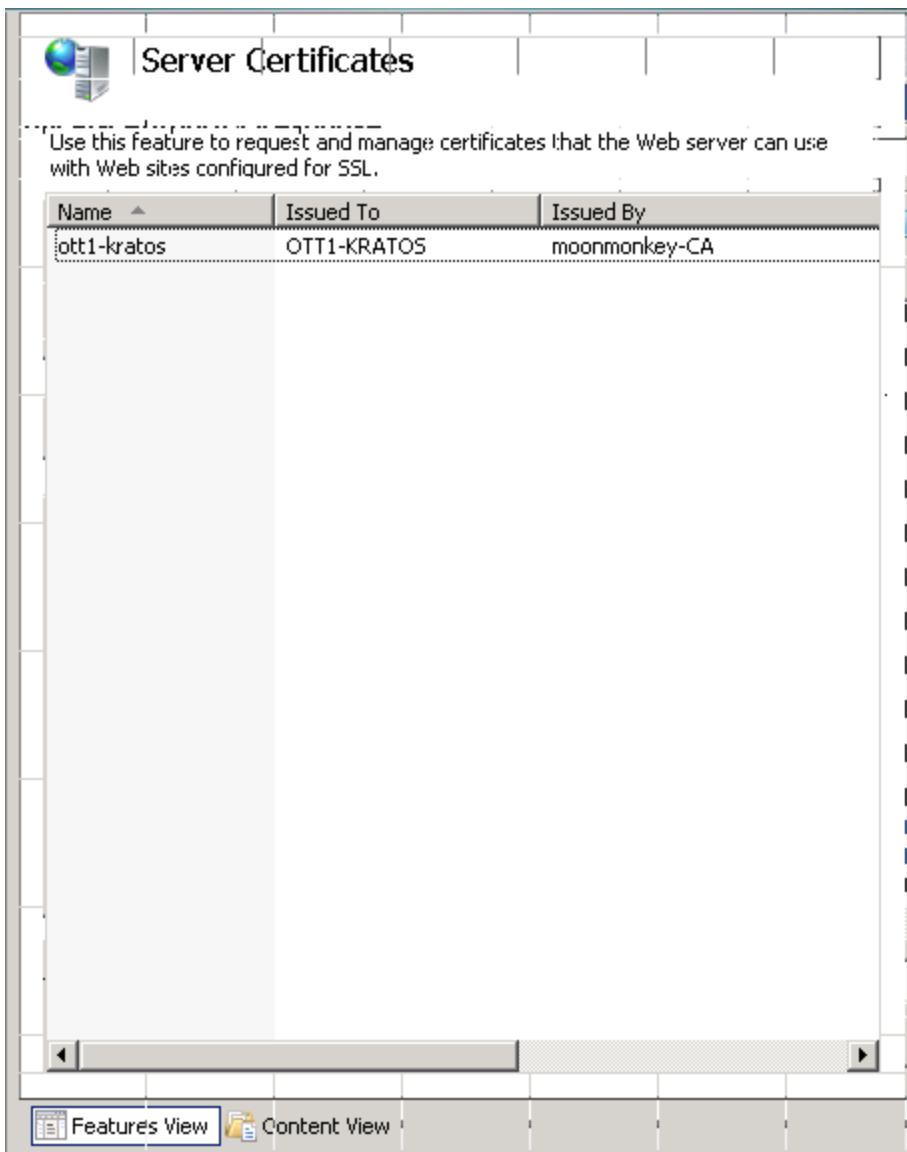 Server Certificates
Use this feature to request and manage certificates that the Web server can use
with Web sites configured for SSL.
Name Issued To Issued By
ott1-kratos OTT1-KRATOS moonmonkey-CA
Features View Content View